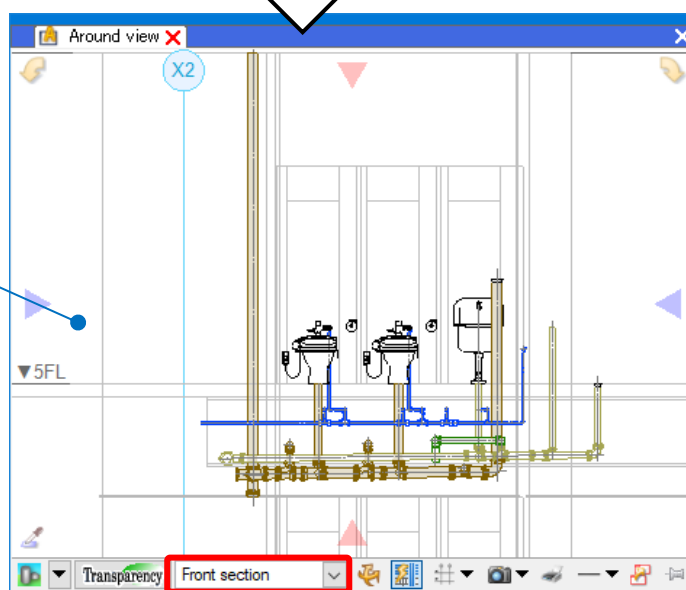 Around view
X2
▼5FL
Transparency
Front section